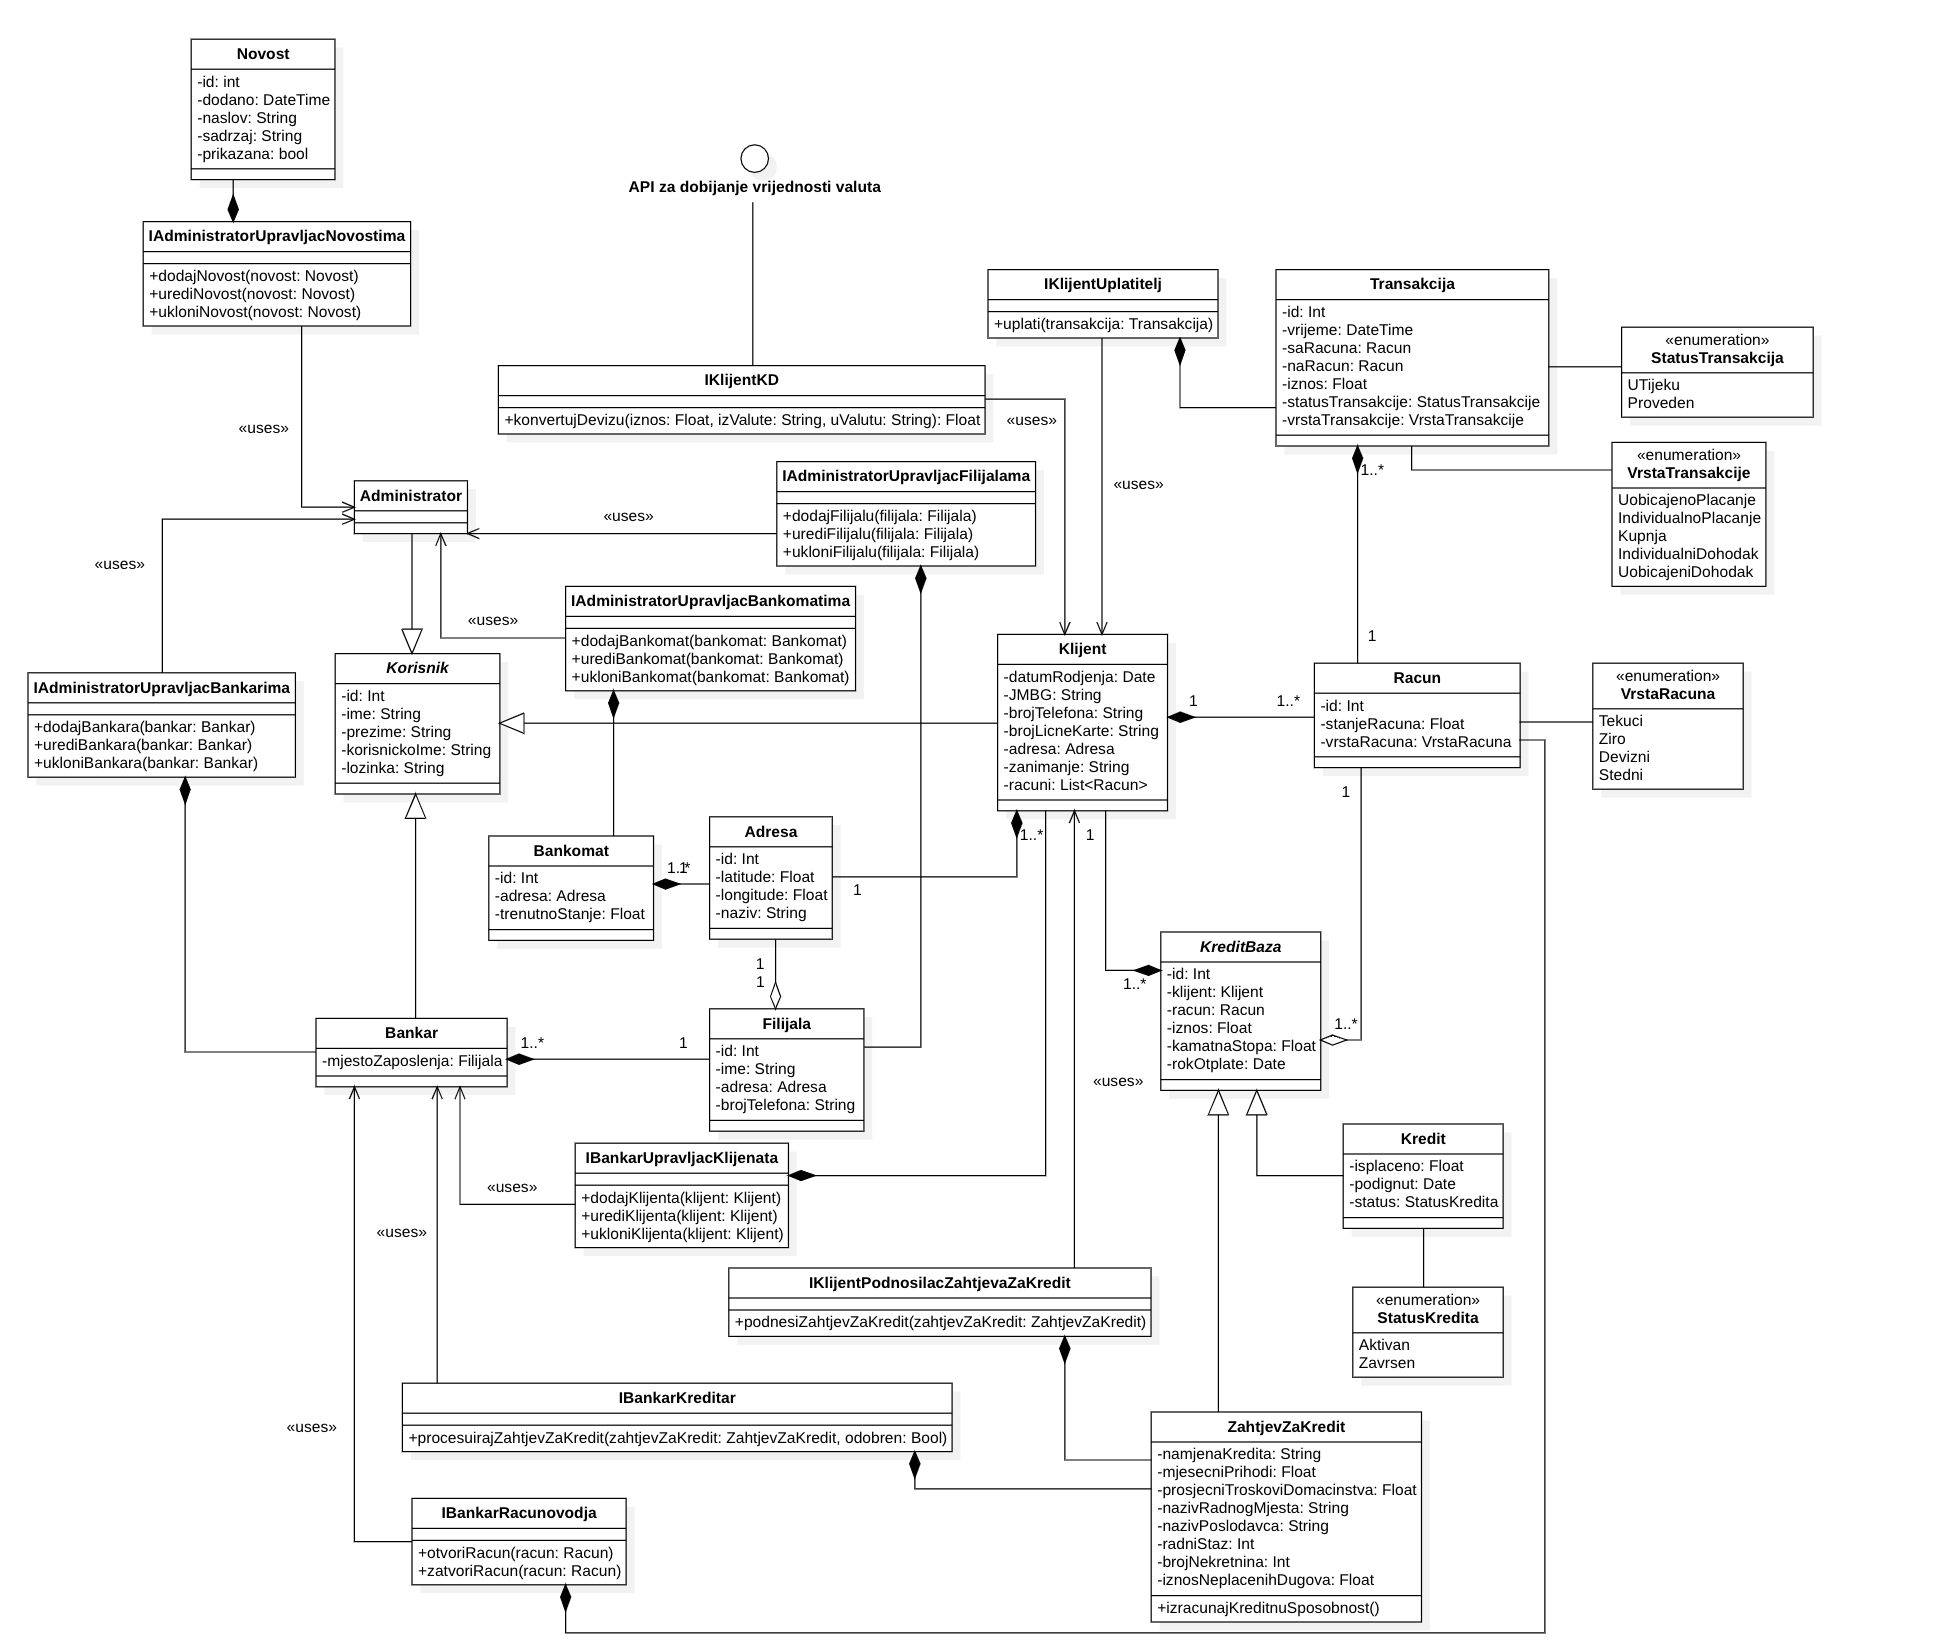 Novost
-id: int
-dodano: DateTime
-naslov: String
-sadrzaj: String
-prikazana: bool
API za dobijanje vrijednosti valuta
IAdministratorUpravljacNovostima
+dodajNovost(novost: Novost)
+urediNovost(novost: Novost)
+ukloniNovost(novost: Novost)
«uses»
IKlijentKD
+konvertujDevizu(iznos: Float, izValute: String, uValutu: String): Float
«uses»
IKlijentUplatitelj
+uplati(transakcija: Transakcija)
«uses»
Transakcija
-id: Int
-vrijeme: DateTime
-saRacuna: Racun
-naRacun: Racun
-iznos: Float
-statusTransakcije: StatusTransakcije
-vrstaTransakcije: VrstaTransakcije
1..*
1
«enumeration»
StatusTransakcija
UTijeku
Proveden
«enumeration»
VrstaTransakcije
UobicajenoPlacanje
IndividualnoPlacanje
Kupnja
IndividualniDohodak
UobicajeniDohodak
Administrator
«uses»
IAdministratorUpravljacFilijalama
+dodajFilijalu(filijala: Filijala)
+urediFilijalu(filijala: Filijala)
+ukloniFilijalu(filijala: Filijala)
«uses»
IAdministratorUpravljacBankomatima
+dodajBankomat(bankomat: Bankomat)
+urediBankomat(bankomat: Bankomat)
+ukloniBankomat(bankomat: Bankomat)
«uses»
IAdministratorUpravljacBankarima
+dodajBankara(bankar: Bankar)
+urediBankara(bankar: Bankar)
+ukloniBankara(bankar: Bankar)
Korisnik
-id: Int
-ime: String
-prezime: String
-korisnickoIme: String
-lozinka: String
Klijent
-datumRodjenja: Date
-JMBG: String
-brojTelefona: String
-brojLicneKarte: String
-adresa: Adresa
-zanimanje: String
-racuni: List<Racun>
1
1..*
Racun
-id: Int
-stanjeRacuna: Float
-vrstaRacuna: VrstaRacuna
«enumeration»
VrstaRacuna
Tekuci
Ziro
Devizni
Stedni
1
Bankomat
-id: Int
-adresa: Adresa
-trenutnoStanje: Float
1..*
1
Adresa
-id: Int
-latitude: Float
-longitude: Float
-naziv: String
1..*
1
1
1..*
1
1
KreditBaza
-id: Int
-klijent: Klijent
-racun: Racun
-iznos: Float
-kamatnaStopa: Float
-rokOtplate: Date
1..*
Bankar
-mjestoZaposlenja: Filijala
1..*
1
Filijala
-id: Int
-ime: String
-adresa: Adresa
-brojTelefona: String
«uses»
IBankarUpravljacKlijenata
+dodajKlijenta(klijent: Klijent)
+urediKlijenta(klijent: Klijent)
+ukloniKlijenta(klijent: Klijent)
«uses»
«uses»
Kredit
-isplaceno: Float
-podignut: Date
-status: StatusKredita
IKlijentPodnosilacZahtjevaZaKredit
+podnesiZahtjevZaKredit(zahtjevZaKredit: ZahtjevZaKredit)
«enumeration»
StatusKredita
Aktivan
Zavrsen
IBankarKreditar
+procesuirajZahtjevZaKredit(zahtjevZaKredit: ZahtjevZaKredit, odobren: Bool)
«uses»
ZahtjevZaKredit
-namjenaKredita: String
-mjesecniPrihodi: Float
-prosjecniTroskoviDomacinstva: Float
-nazivRadnogMjesta: String
-nazivPoslodavca: String
-radniStaz: Int
-brojNekretnina: Int
-iznosNeplacenihDugova: Float
+izracunajKreditnuSposobnost()
IBankarRacunovodja
+otvoriRacun(racun: Racun)
+zatvoriRacun(racun: Racun)